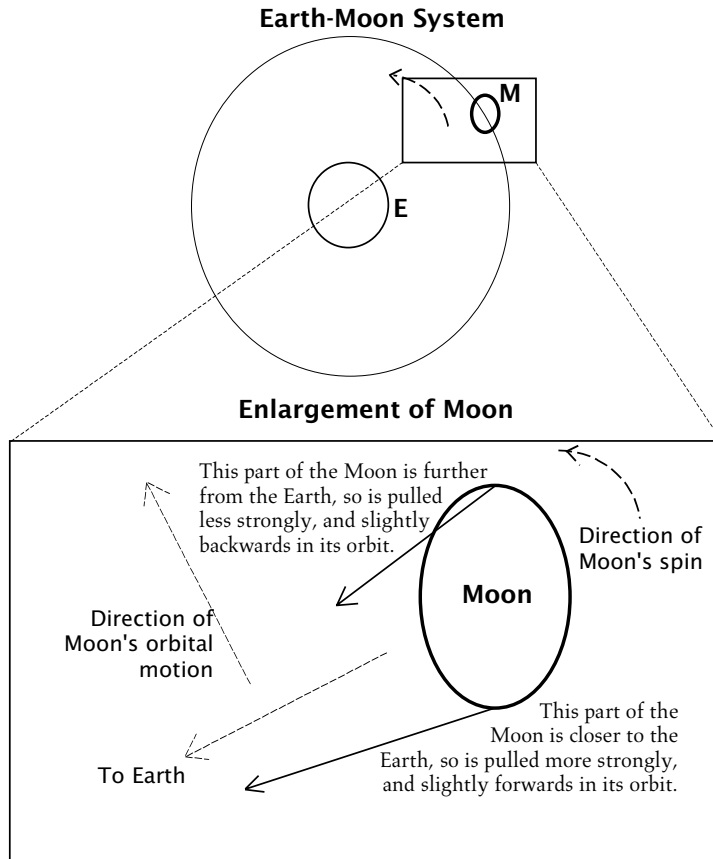 Earth-Moon System
M
E
Enlargement of Moon
This part of the Moon is further
from the Earth, so is pulled
less strongly, and slightly
backwards in its orbit.
Direction of
Moon's spin
Moon
Direction of
Moon's orbital
motion
To Earth
This part of the
Moon is closer to the
Earth, so is pulled more strongly,
and slightly forwards in its orbit.